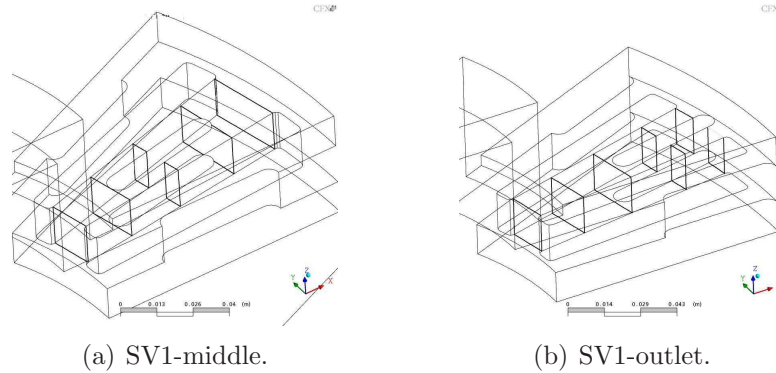 CFX
CFX
Z
Y
X
Z
Y
0 0.013 0.026 0.04 (m)
0 0.014 0.029 0.043 (m)
(a) SV1-middle.
(b) SV1-outlet.